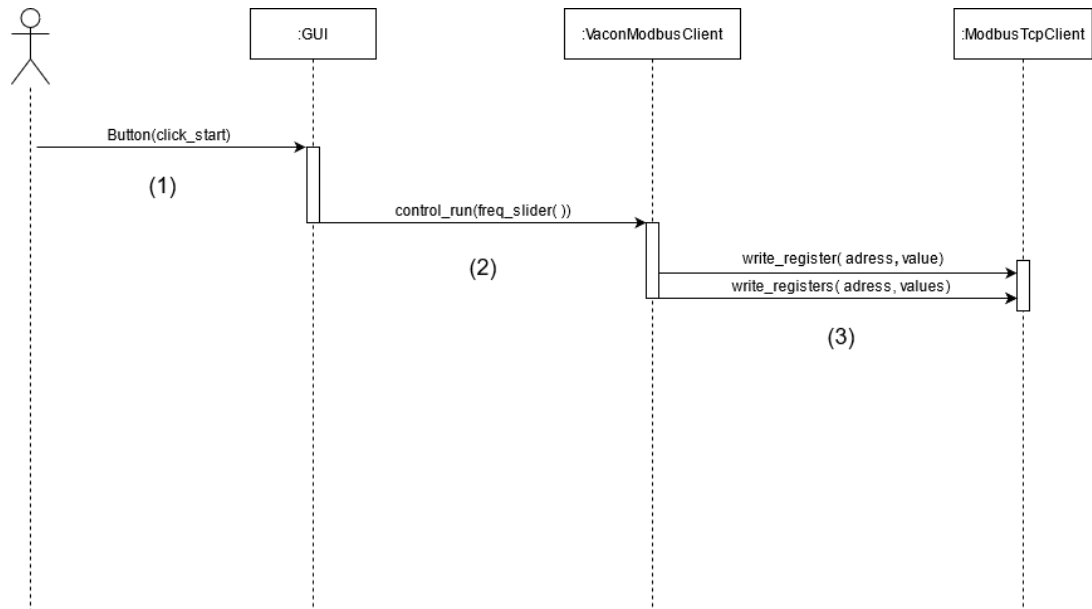 :GUI
:VaconModbusClient
:ModbusTcpClient
Button(click_start)
(1)
control_run(freq_slider( ))
(2)
write_register( adress, value)
write_registers( adress, values)
(3)